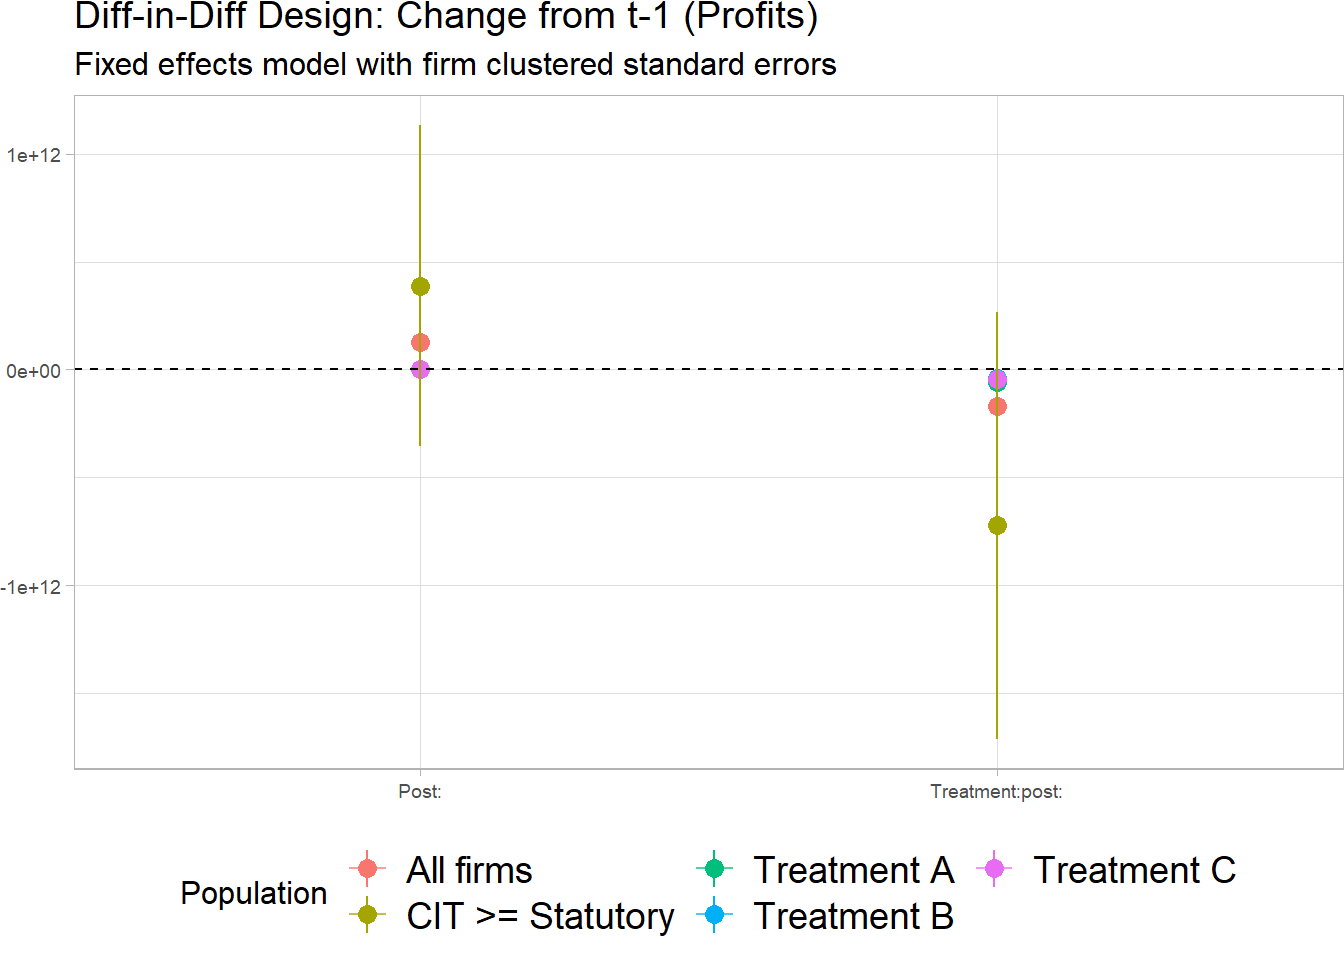 Diff-in-Diff Design: Change from t-1 (Profits)
Fixed effects model with firm clustered standard errors
1e+12
0e+00
-1e+12
Post:
Treatment:post:
Population
All firms
CIT >= Statutory
Treatment A
Treatment B
Treatment C